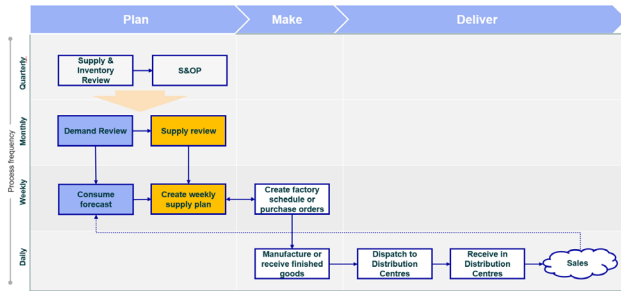 Plan
Make
Deliver
Process frequency
Quarterly
Supply &
Inventory
Review
S&OP
Monthly
Demand Review
Supply review
Weekly
Consume
forecast
Create weekly
supply plan
Create factory
schedule or
purchase orders
Daily
Manufacture or
receive finished
goods
Dispatch to
Distribution
Centres
Receive in
Distribution
Centres
Sales